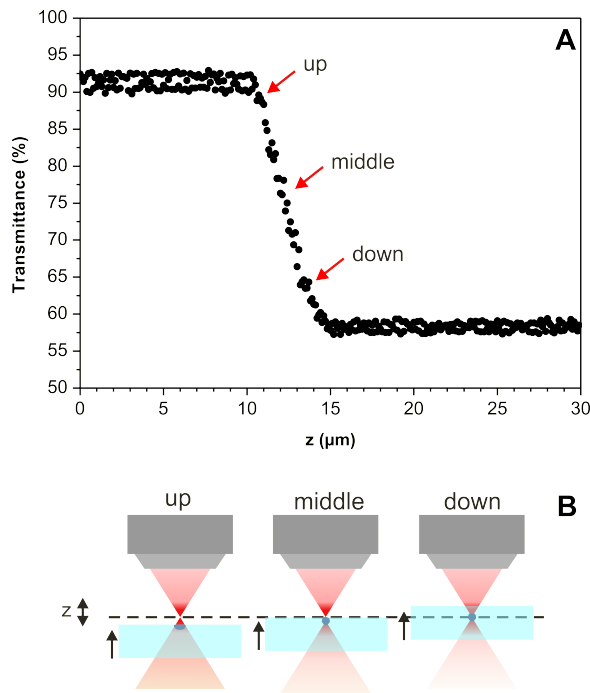 A
100
95
90
85
80
75
70
65
60
55
50
Transmittance (%)
up
middle
down
0 5 10 15 20 25 30
z (µm)
B
up middle down
z